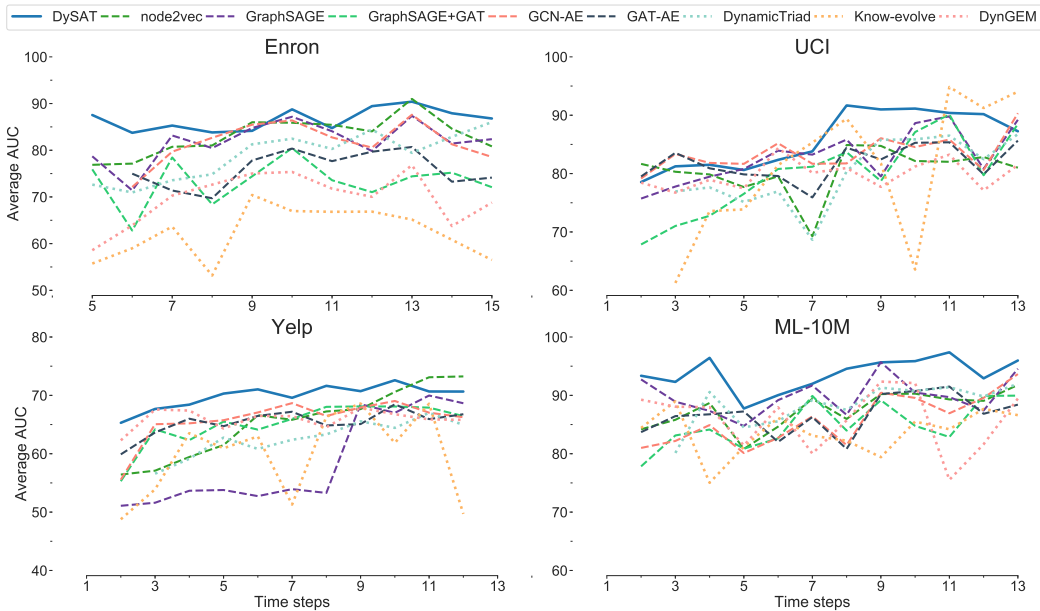 DySAT node2vec GraphSAGE GraphSAGE+GAT GCN-AE GAT-AE DynamicTriad Know-evolve DynGEM
Enron
100
90
80
70
60
50
Average AUC
5 7 9 11 13 15
UCI
100
90
80
70
60
1 3 5 7 9 11 13
Yelp
80
70
60
50
40
Average AUC
1 3 5 7 9 11 13
Time steps
ML-10M
100
90
80
70
60
1 3 5 7 9 11 13
Time steps